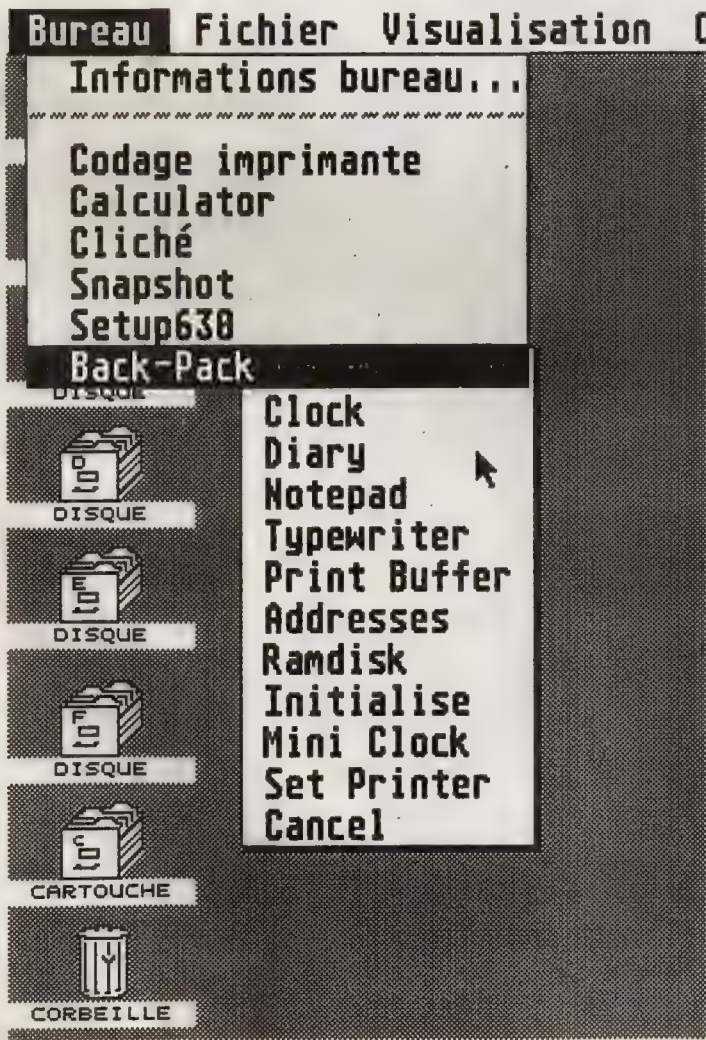 Bureau Fichier Visualisation
Informations bureau...
Codage imprimante
Calculator
Cliché
Snapshot
Setup630
Back-Pack
DISQUE
Clock
Diary
Notepad
Typewriter
Print Buffer
Addresses
Ramdisk
Initialise
Mini Clock
Set Printer
Cancel
D
DISQUE
E
DISQUE
F
DISQUE
C
CARTOUCHE
CORBEILLE